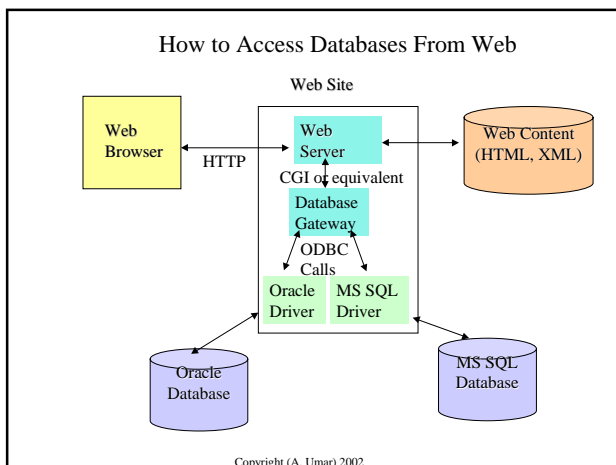 How to Access Databases From Web
Web Site
Web
Browser
HTTP
Web
Server
Web Content
(HTML, XML)
CGI or equivalent
Database
Gateway
ODBC
Calls
Oracle
Driver
MS SQL
Driver
Oracle
Database
MS SQL
Database
Copyright (A. Umar) 2002